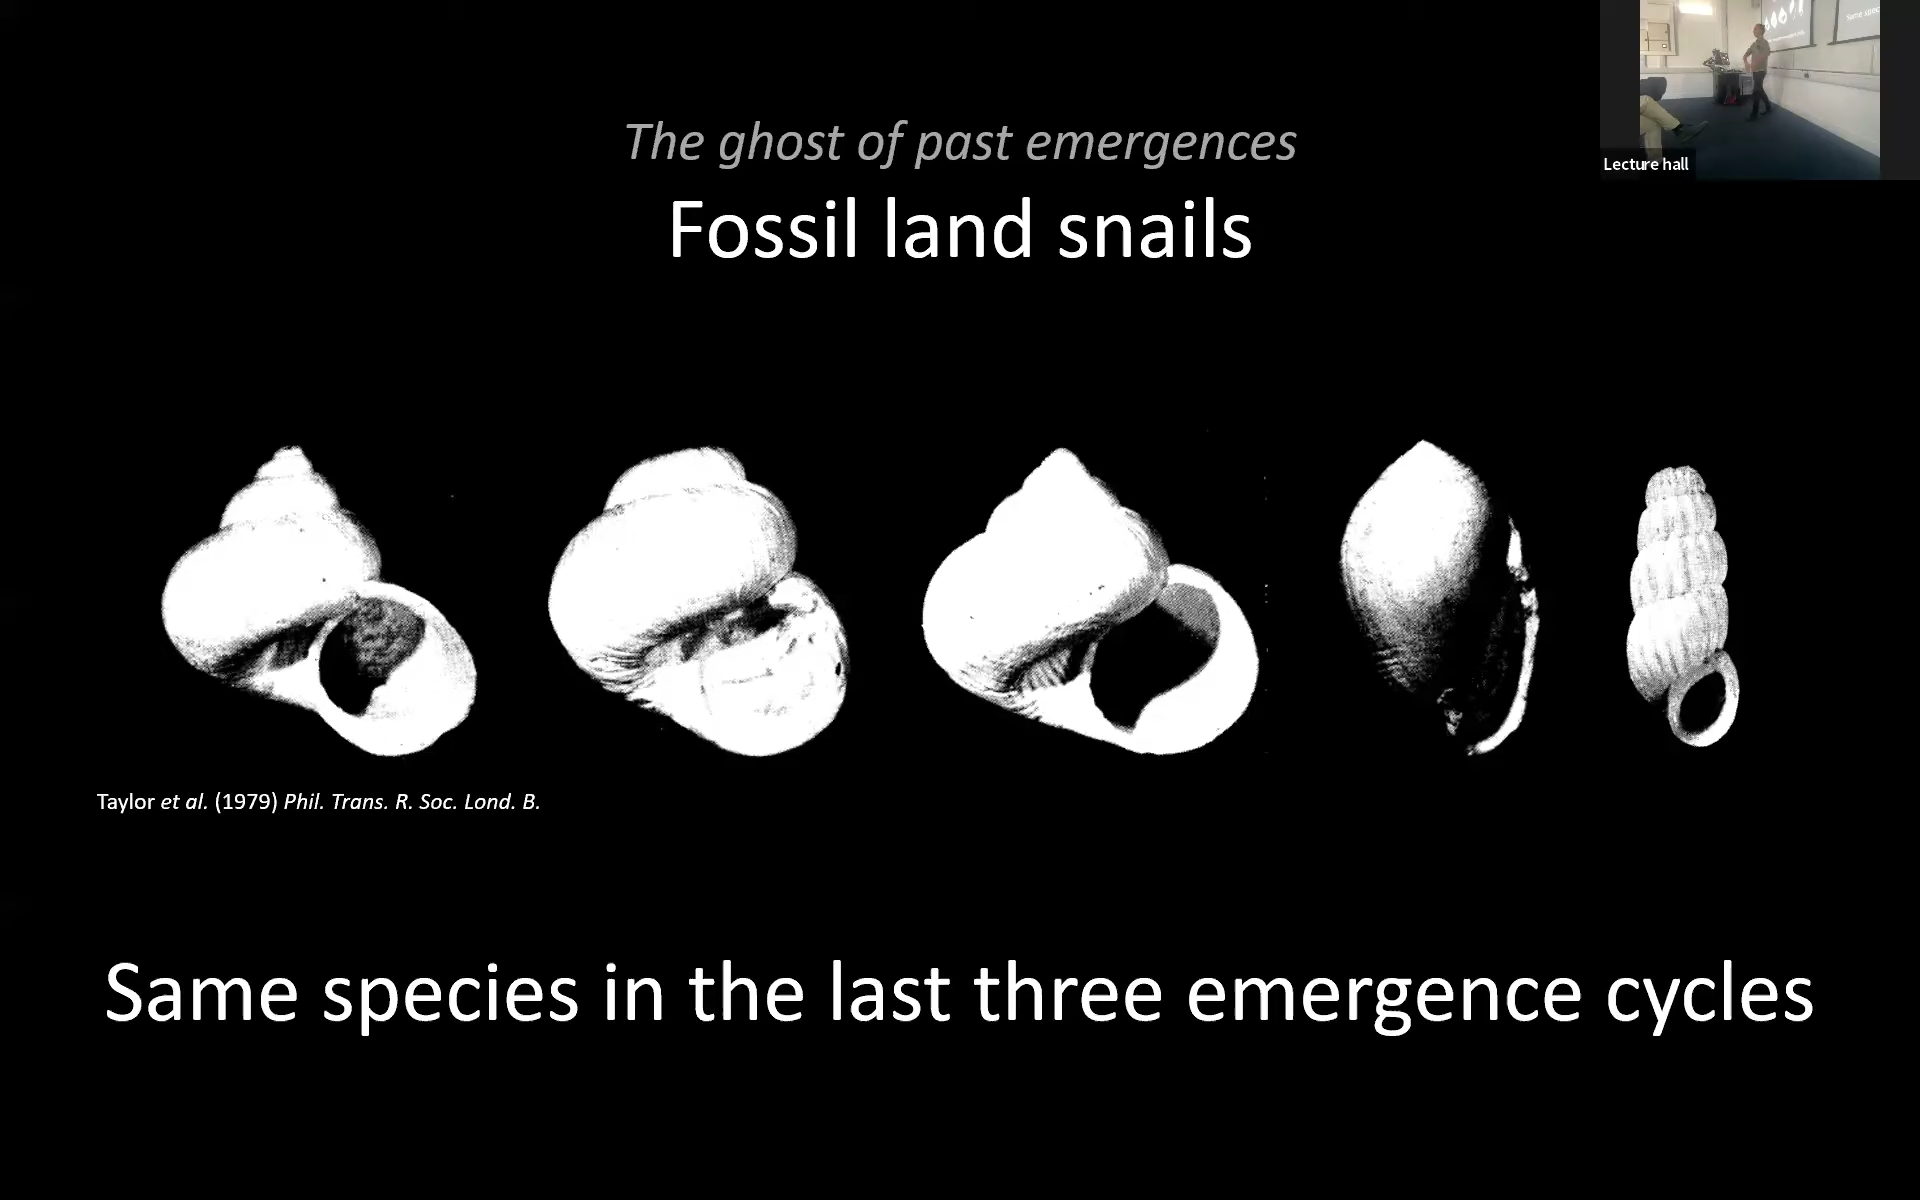 The ghost of past emergences
Fossil land snails
Lecture hall
Taylor et al. (1979) Phil. Trans. R. Soc. Lond. B.
Same species in the last three emergence cycles